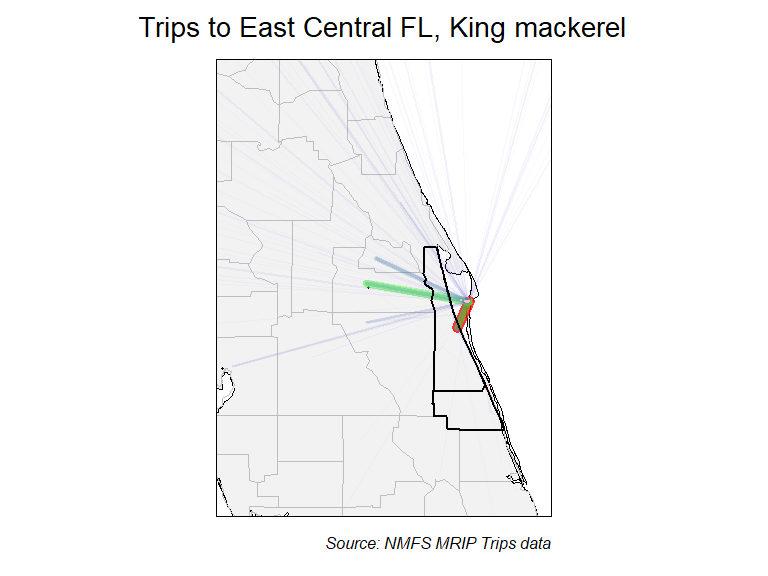 Trips to East Central FL, King mackerel
Source: NMFS MRIP Trips data